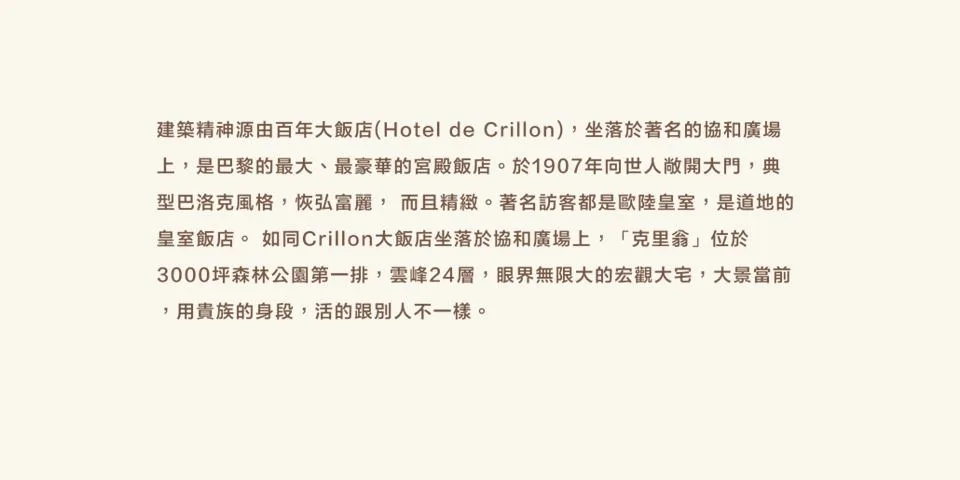 建築精神源由百年大飯店(Hotel de Crillon)，坐落於著名的協和廣場
上，是巴黎的最大、最豪華的宮殿飯店。於1907年向世人敞開大門，典
型巴洛克風格，恢弘富麗， 而且精緻。著名訪客都是歐陸皇室，是道地的
皇室飯店。 如同Crillon大飯店坐落於協和廣場上，「克里翁」位於
3000坪森林公園第一排，雲峰24層，眼界無限大的宏觀大宅，大景當前
，用貴族的身段，活的跟別人不一樣。